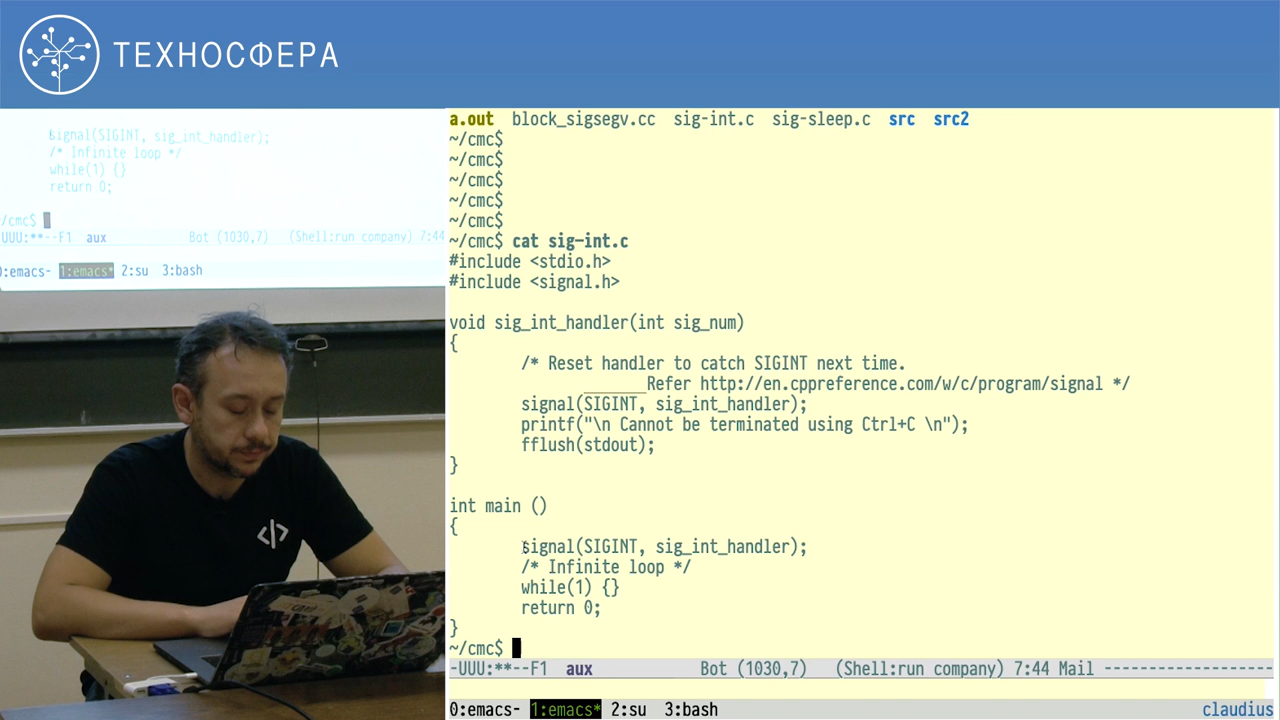 ТЕХНОСФЕРА
signal(SIGINT, sig_int_handler);
/* Infinite loop */
while(1) {}
return 0;
/cmc$
UUU:**--F1 aux Bot (1030,7) (Shell:run company) 7:44
0:emacs- 1:emacs* 2:su 3:bash
</>
a.out block_sigsegv.cc sig-int.c sig-sleep.c src src2
~/cmc$
~/cmc$
~/cmc$
~/cmc$
~/cmc$
~/cmc$ cat sig-int.c
#include <stdio.h>
#include <signal.h>
void sig_int_handler(int sig_num)
{
/* Reset handler to catch SIGINT next time.
_______Refer http://en.cppreference.com/w/c/program/signal */
signal(SIGINT, sig_int_handler);
printf("\n Cannot be terminated using Ctrl+C \n");
fflush(stdout);
}
int main ()
{
signal(SIGINT, sig_int_handler);
/* Infinite loop */
while(1) {}
return 0;
}
~/cmc$
-UUU:**--F1 aux Bot (1030,7) (Shell:run company) 7:44 Mail -------------------
0:emacs- 1:emacs* 2:su 3:bash claudius